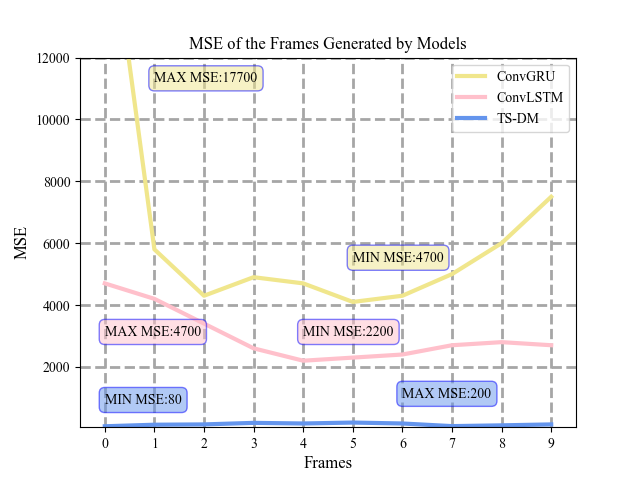 MSE of the Frames Generated by Models
12000
10000
8000
6000
4000
2000
MSE
MAX MSE:17700
ConvGRU
ConvLSTM
TS-DM
MIN MSE:4700
MAX MSE:4700
MIN MSE:2200
MIN MSE:80
MAX MSE:200
0 1 2 3 4 5 6 7 8 9
Frames